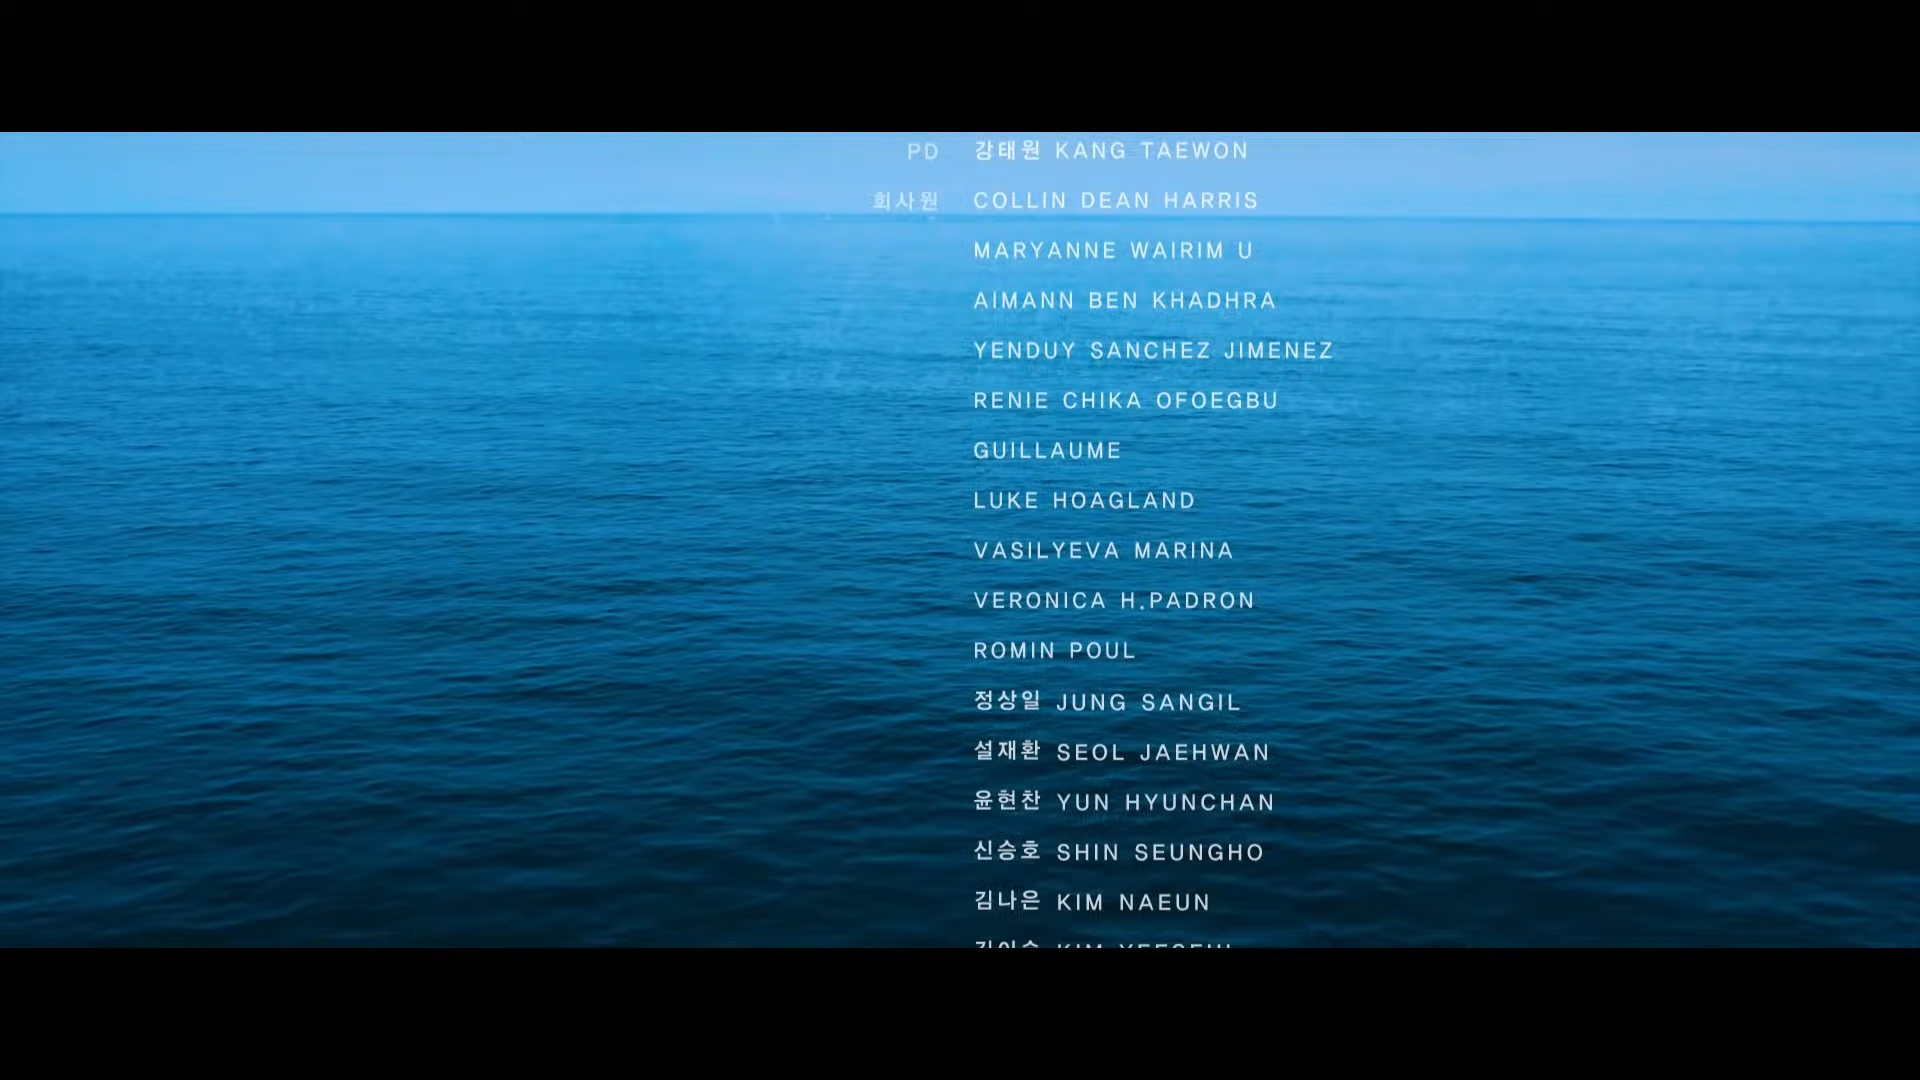 PD 강태원 KANG TAEWON
회사원 COLLIN DEAN HARRIS
MARYANNE WAIRIM U
AIMANN BEN KHADHRA
YENDUY SANCHEZ JIMENEZ
RENIE CHIKA OFOEGBU
GUILLAUME
LUKE HOAGLAND
VASILYEVA MARINA
VERONICA H.PADRON
ROMIN POUL
정상일 JUNG SANGIL
설재환 SEOL JAEHWAN
윤현찬 YUN HYUNCHAN
신승호 SHIN SEUNGHO
김나은 KIM NAEUN